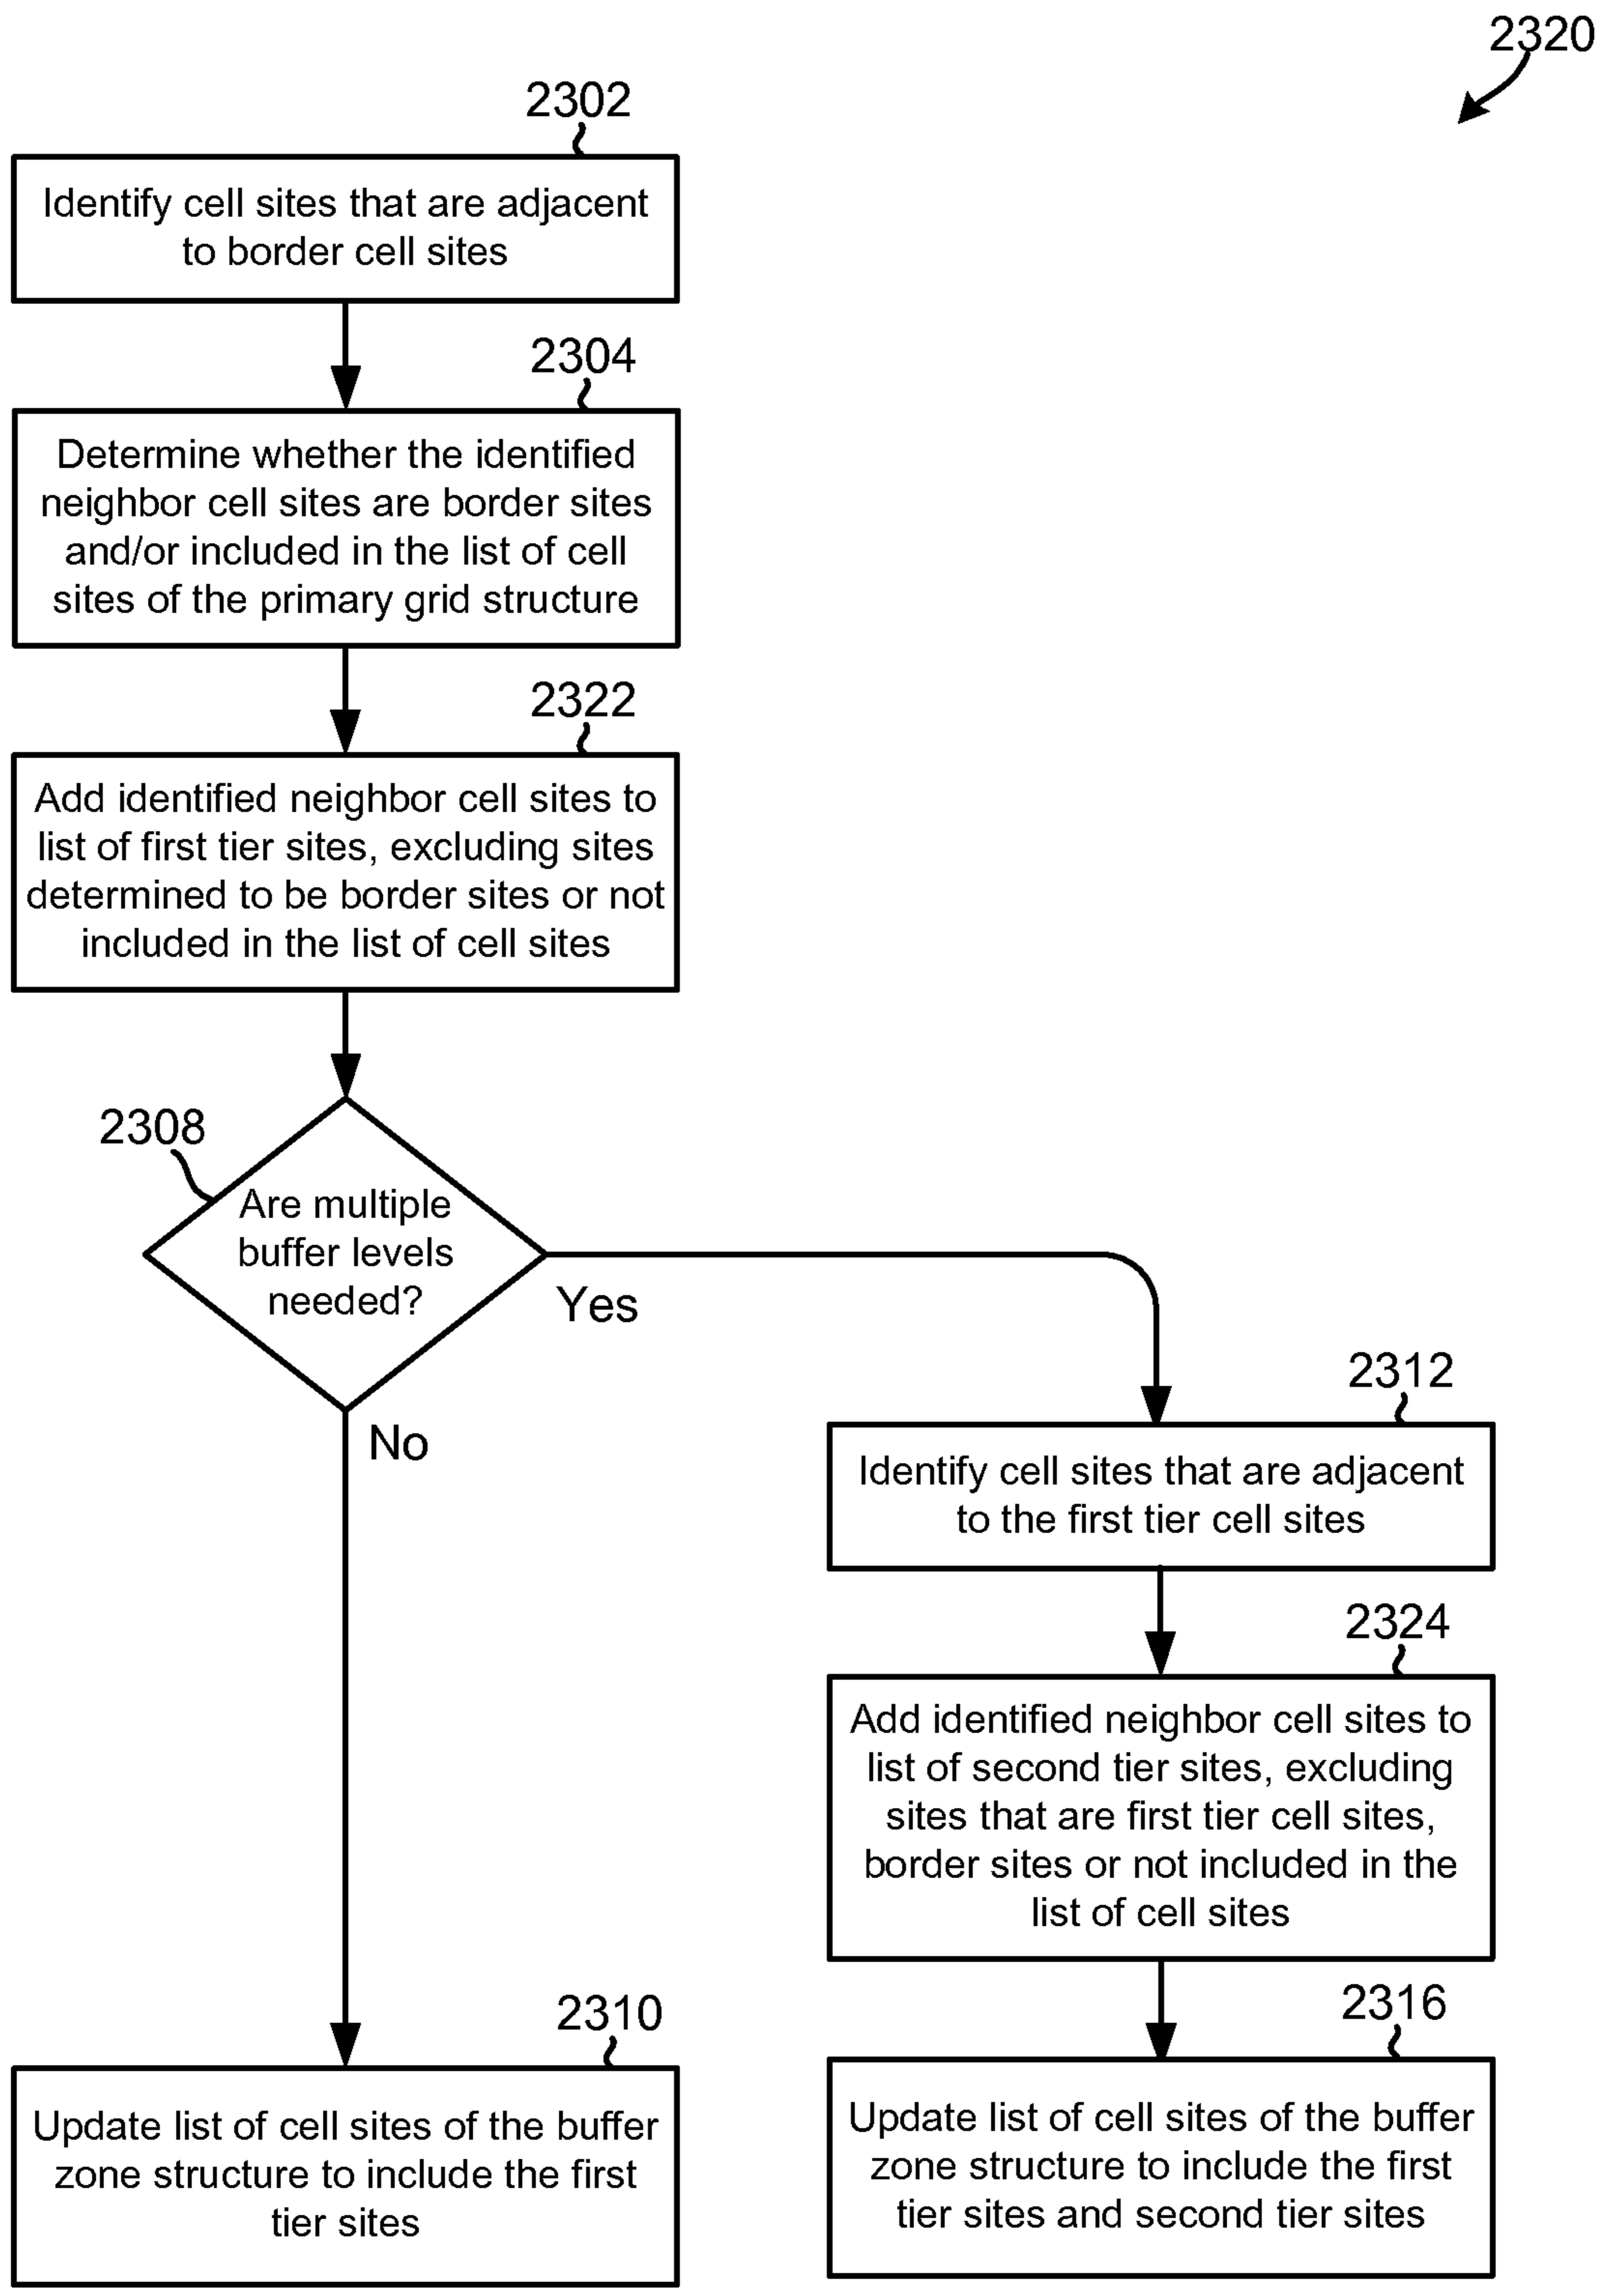 2320
2302
Identify cell sites that are adjacent
to border cell sites
2304
Determine whether the identified
neighbor cell sites are border sites
and/or included in the list of cell
sites of the primary grid structure
2322
Add identified neighbor cell sites to
list of first tier sites, excluding sites
determined to be border sites or not
included in the list of cell sites
2308
Are multiple
buffer levels
needed?
Yes
No
2312
Identify cell sites that are adjacent
to the first tier cell sites
2324
Add identified neighbor cell sites to
list of second tier sites, excluding
sites that are first tier cell sites,
border sites or not included in the
list of cell sites
2310
Update list of cell sites of the buffer
zone structure to include the first
tier sites
2316
Update list of cell sites of the buffer
zone structure to include the first
tier sites and second tier sites